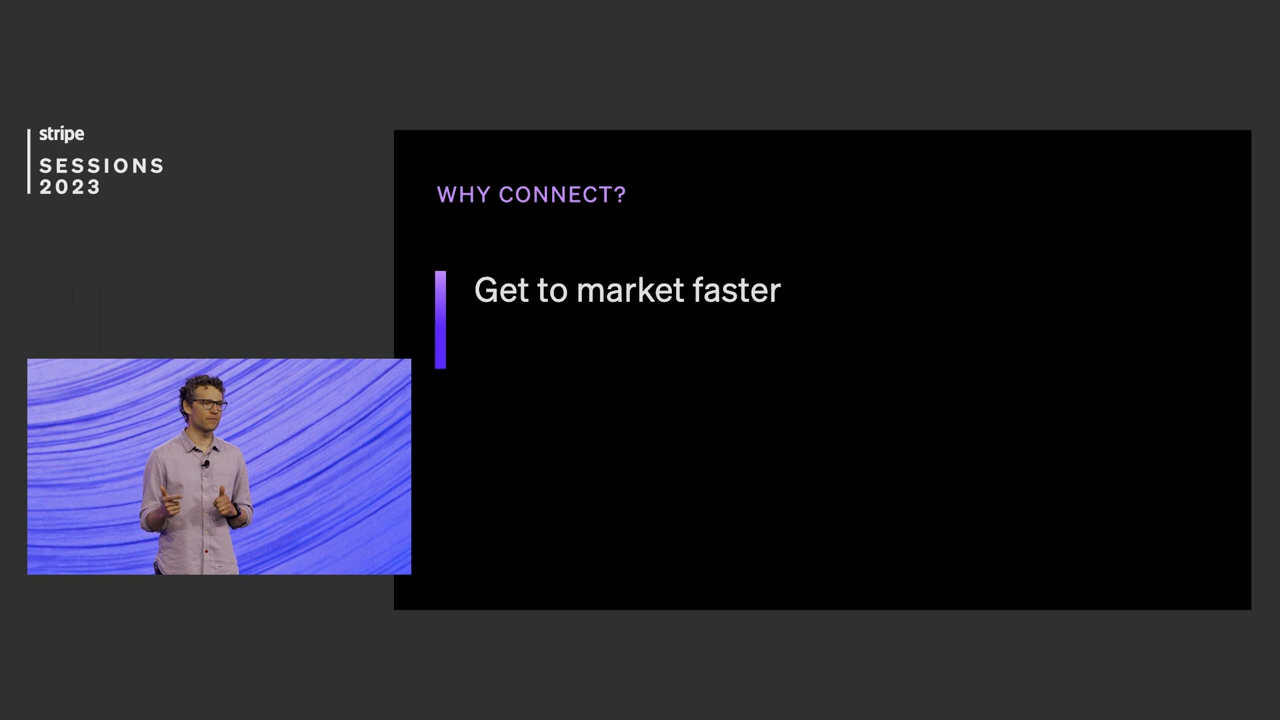 stripe
SESSIONS
2023
WHY CONNECT?
Get to market faster